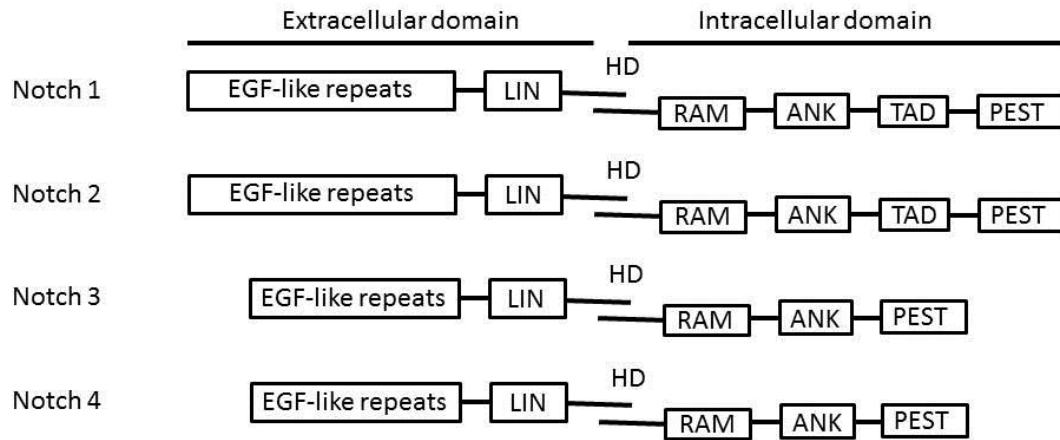 Extracellular domain Intracellular domain
Notch 1 EGF-like repeats LIN HD RAM ANK TAD PEST
Notch 2 EGF-like repeats LIN HD RAM ANK TAD PEST
Notch 3 EGF-like repeats LIN HD RAM ANK PEST
Notch 4 EGF-like repeats LIN HD RAM ANK PEST